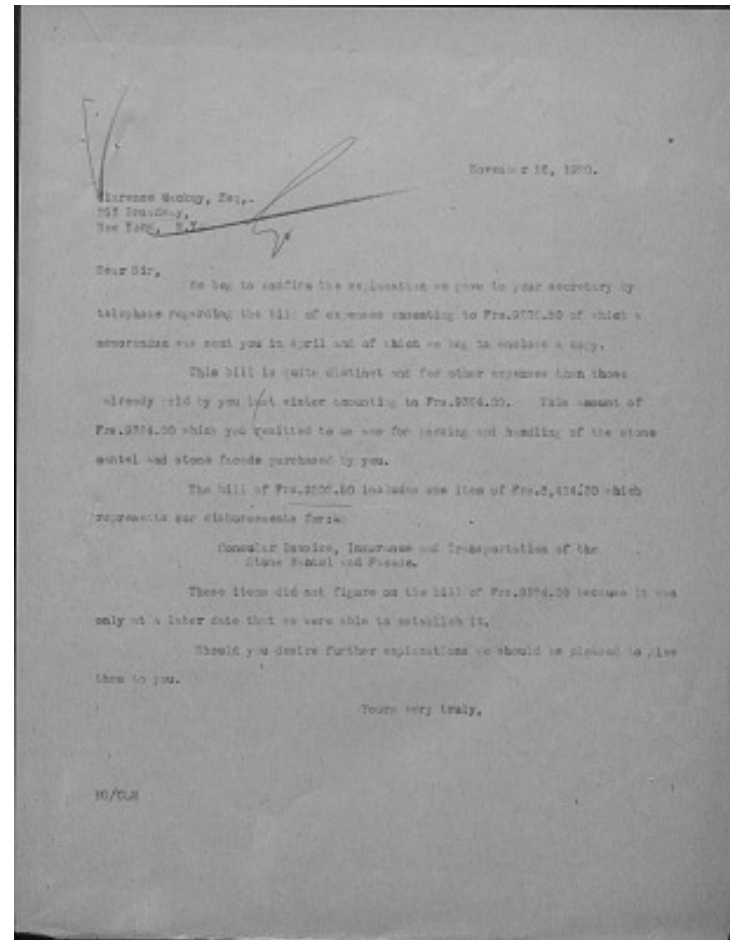 November 16, 1920.
Clarence Mackay, Esq,.
253 Broadway,
New York, N.Y.
Dear Sir,
We beg to confirm the explanation we gave to your secretary by
telephone regarding the bill of expenses amounting to Frs. of which a
memorandum was sent you in April and of which we beg to enclose a copy.
This bill is quite distinct and for other expenses than those
already paid by you last winter amounting to Frs. This amount of
Frs. which you remitted to us was for packing and handling of the stone
mantel and stone facade purchased by you.
The bill of Frs. includes one item of Frs. which
represents our disbursements for:-
Consular Invoice, Insurance and Transportation of the
Stone Mantel and Facade.
These items did not figure on the bill of Frs. because it was
only at a later date that we were able to establish it.
Should you desire further explanations we should be pleased to give
them to you.
Yours very truly,